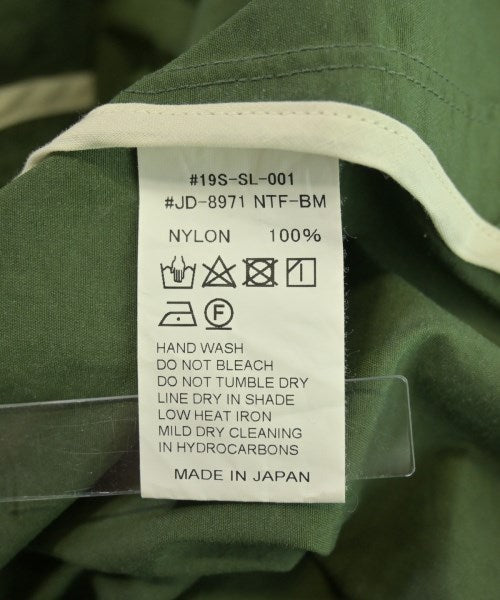 #19S-SL-001
#JD-8971 NTF-BM
NYLON 100%
F
HAND WASH
DO NOT BLEACH
DO NOT TUMBLE DRY
LINE DRY IN SHADE
LOW HEAT IRON
MILD DRY CLEANING
IN HYDROCARBONS
MADE IN JAPAN